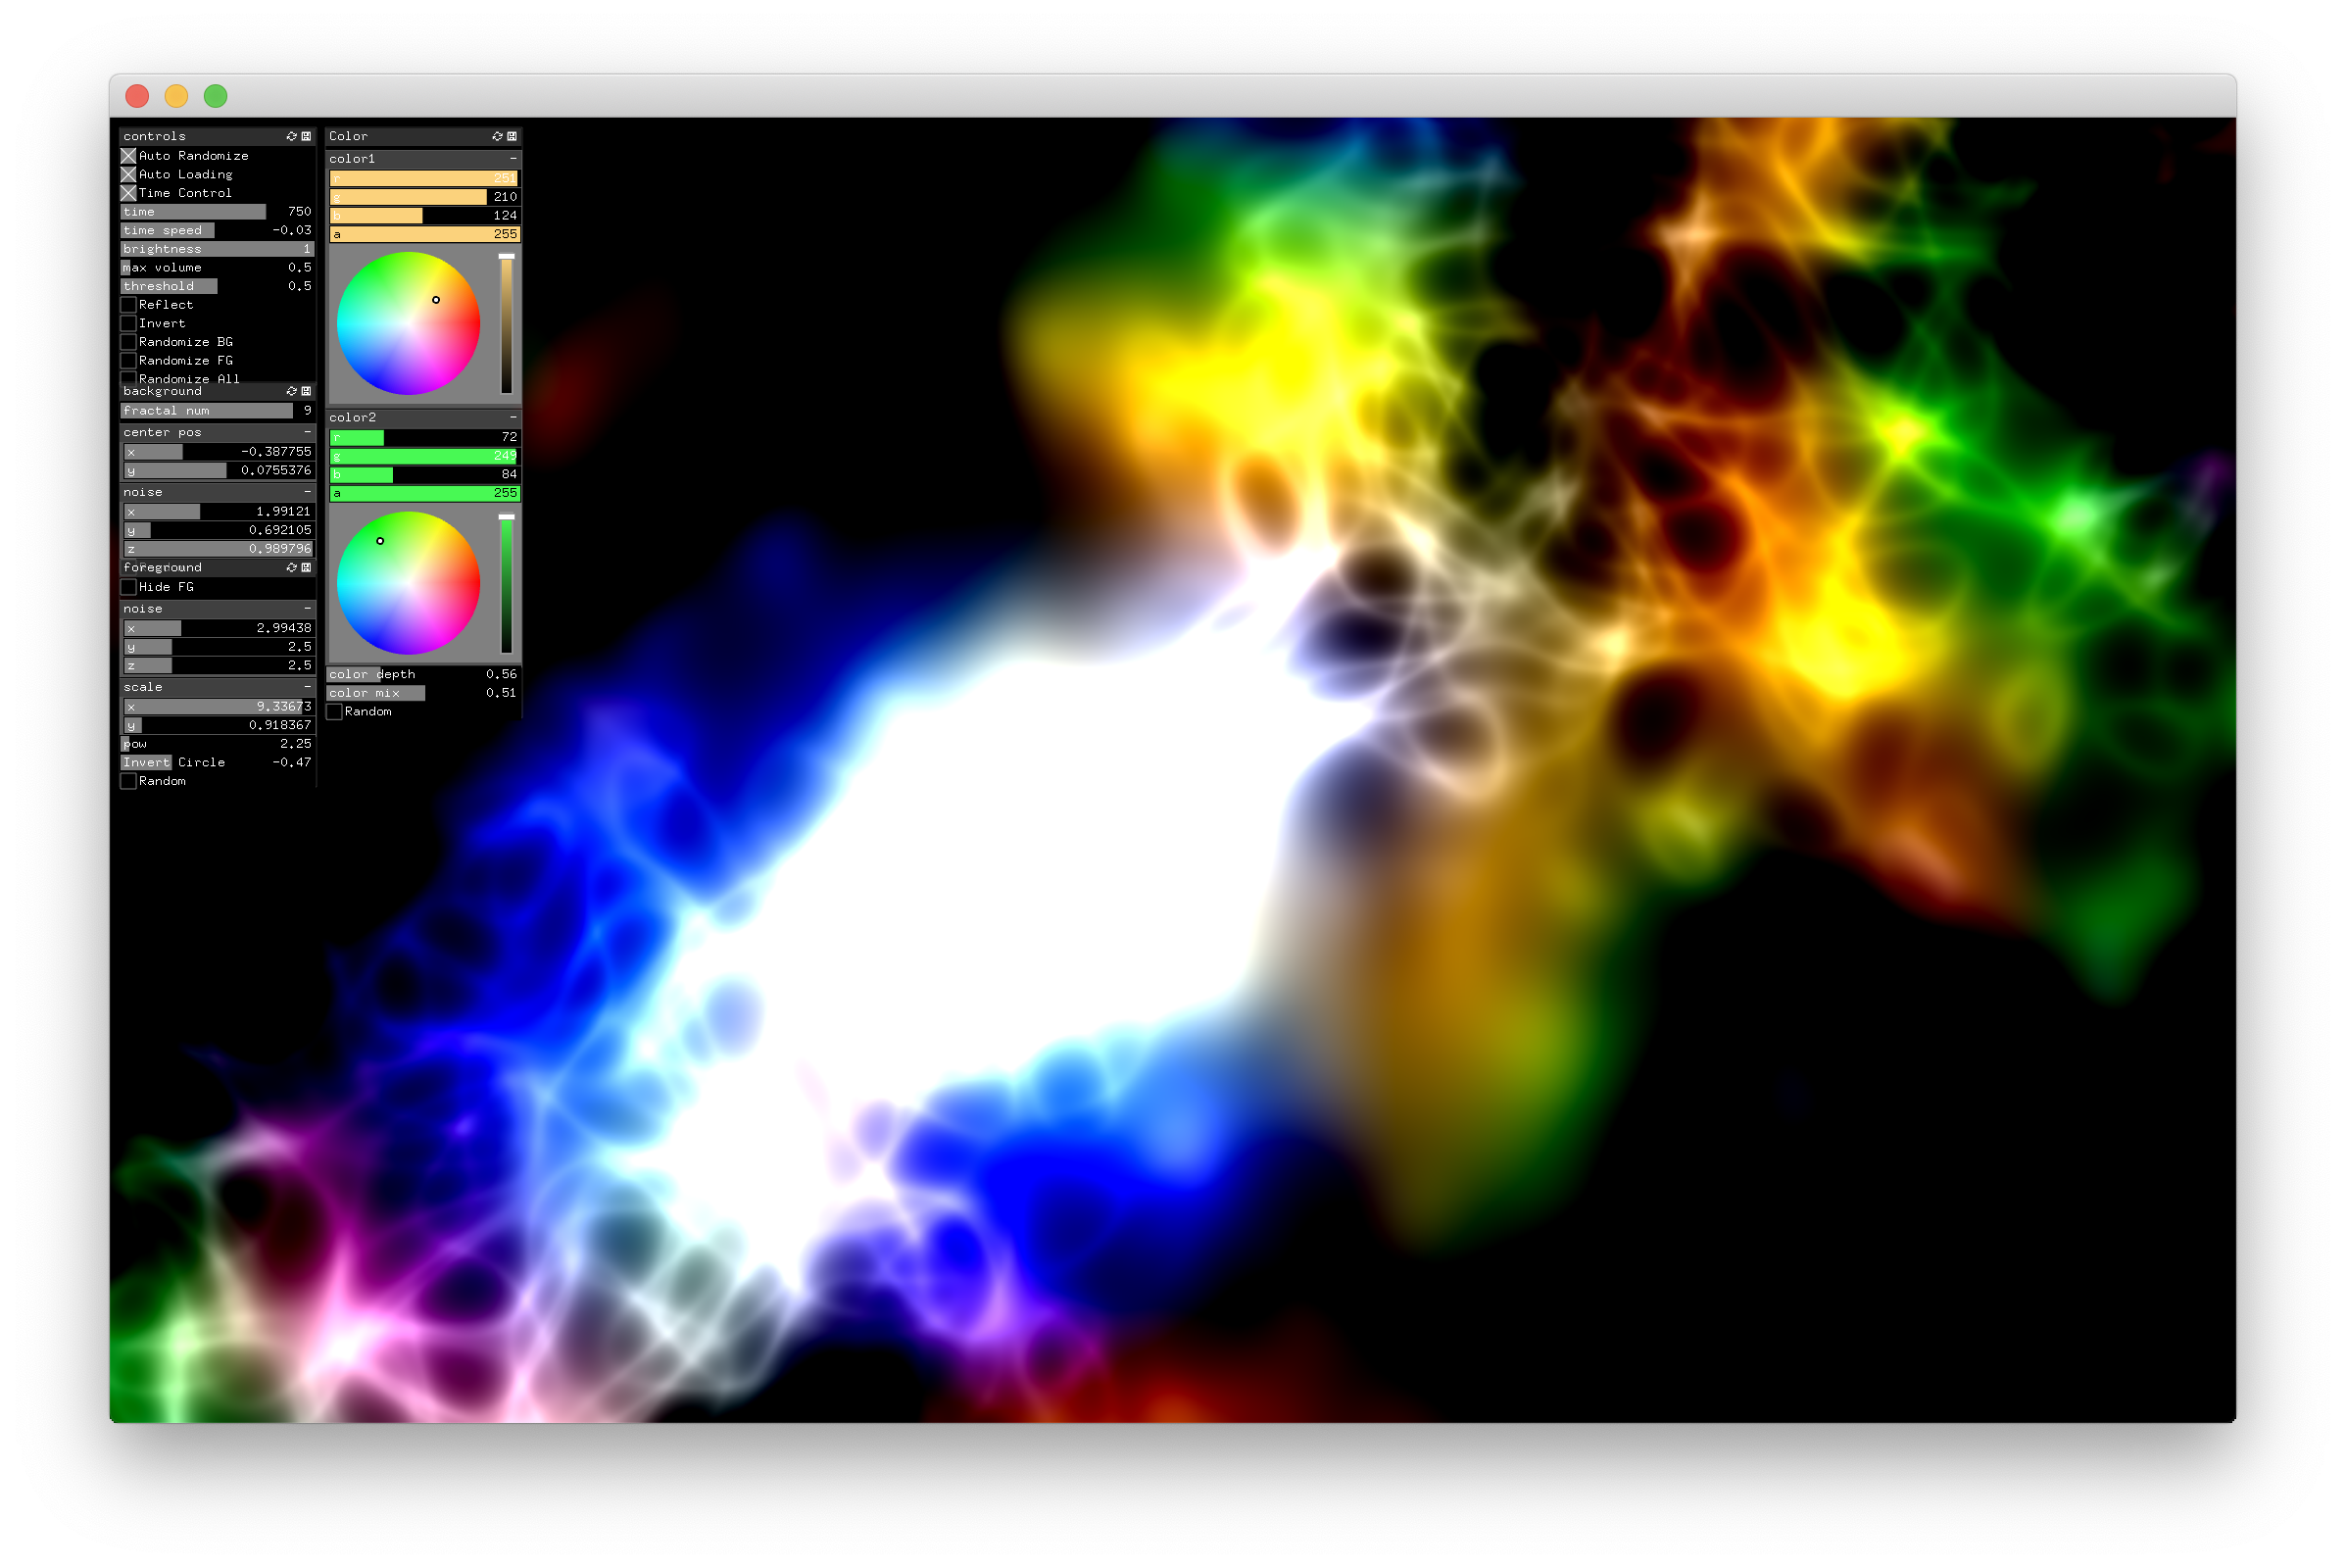 controls
Auto Randomize
Auto Loading
Time Control
time 750
time speed -0.03
brightness 1
max volume 0.5
threshold 0.5
Reflect
Invert
Randomize BG
Randomize FG
Randomize All
background
fractal num 9
center pos -
x -0.387755
y 0.0755376
noise -
x 1.99121
y 0.692105
z 0.989796
foreground
Hide FG
noise -
x 2.99438
y 2.5
z 2.5
scale -
x 9.33673
y 0.918367
pow 2.25
Invert Circle -0.47
Random
Color
color1 -
r 251
g 210
b 124
a 255
color2 -
r 72
g 249
b 84
a 255
color depth 0.56
color mix 0.51
Random